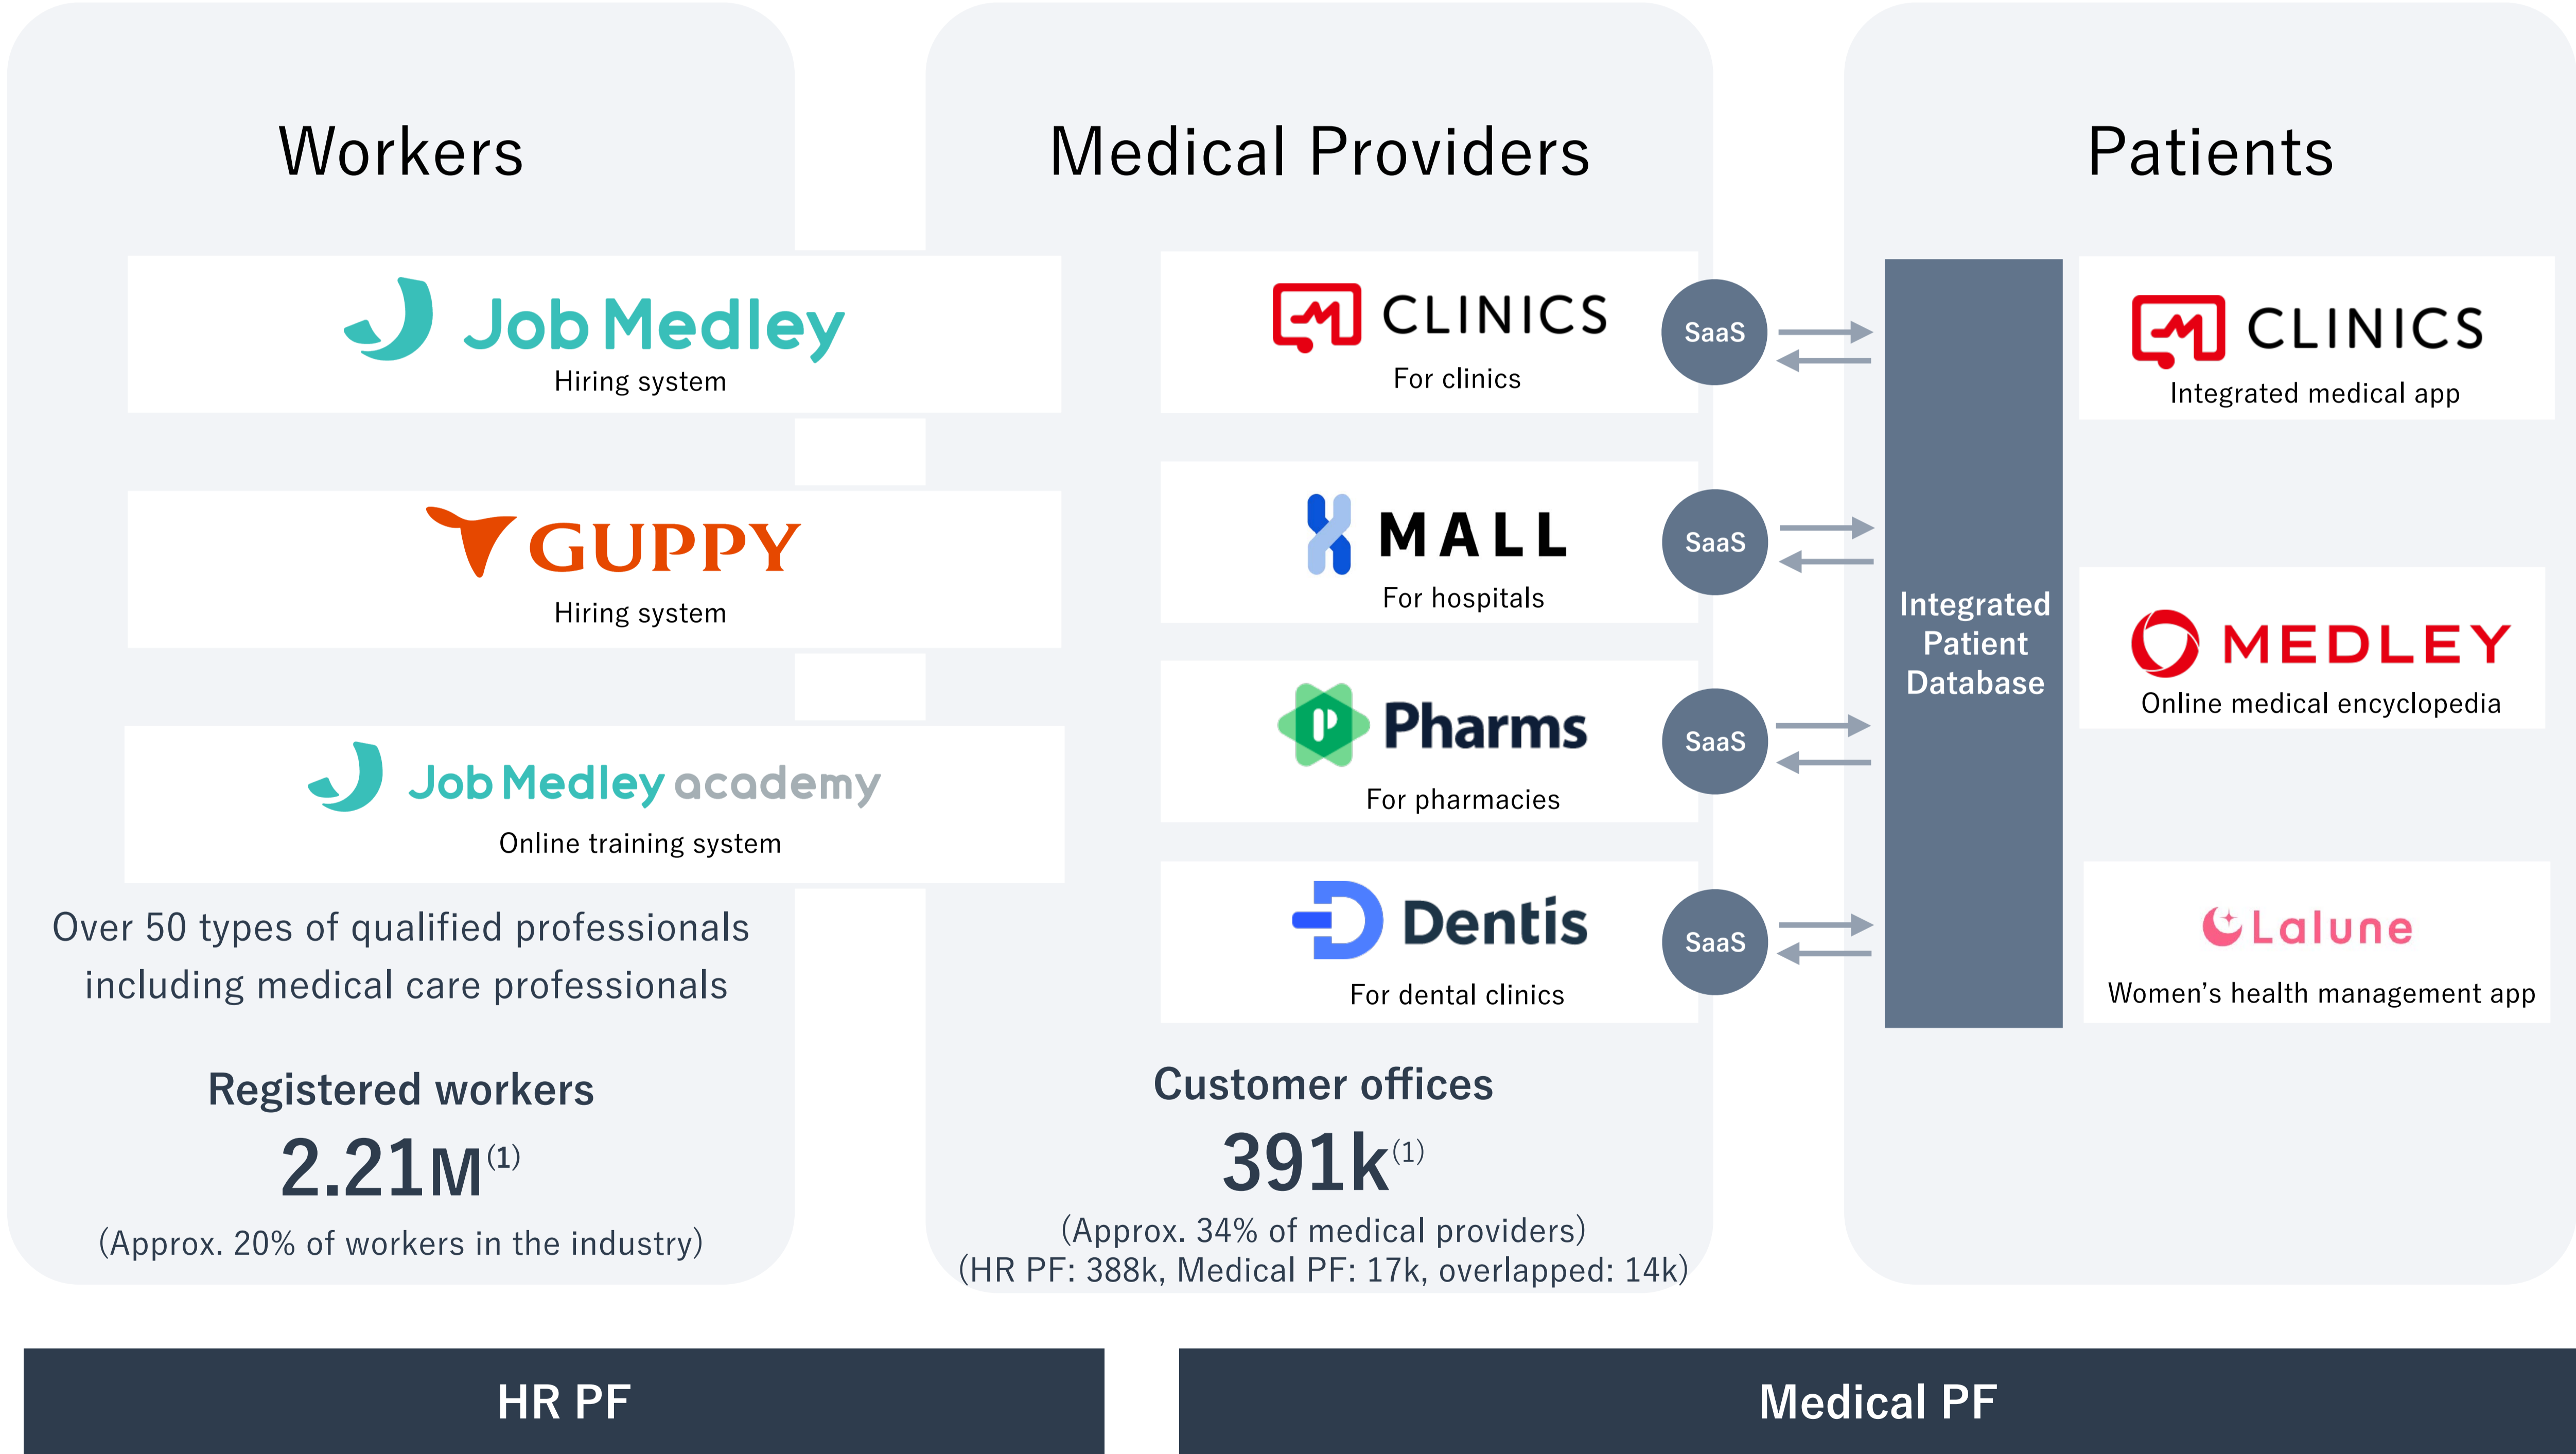 Workers
Job Medley
Hiring system
GUPPY
Hiring system
Job Medley academy
Online training system
Over 50 types of qualified professionals
including medical care professionals
Registered workers
2.21M(1)
(Approx. 20% of workers in the industry)
Medical Providers
CLINICS
For clinics
SaaS
MALL
For hospitals
SaaS
Pharms
For pharmacies
SaaS
Dentis
For dental clinics
SaaS
Customer offices
391k(1)
(Approx. 34% of medical providers)
(HR PF: 388k, Medical PF: 17k, overlapped: 14k)
Patients
Integrated
Patient
Database
CLINICS
Integrated medical app
MEDLEY
Online medical encyclopedia
Lalune
Women’s health management app
HR PF
Medical PF